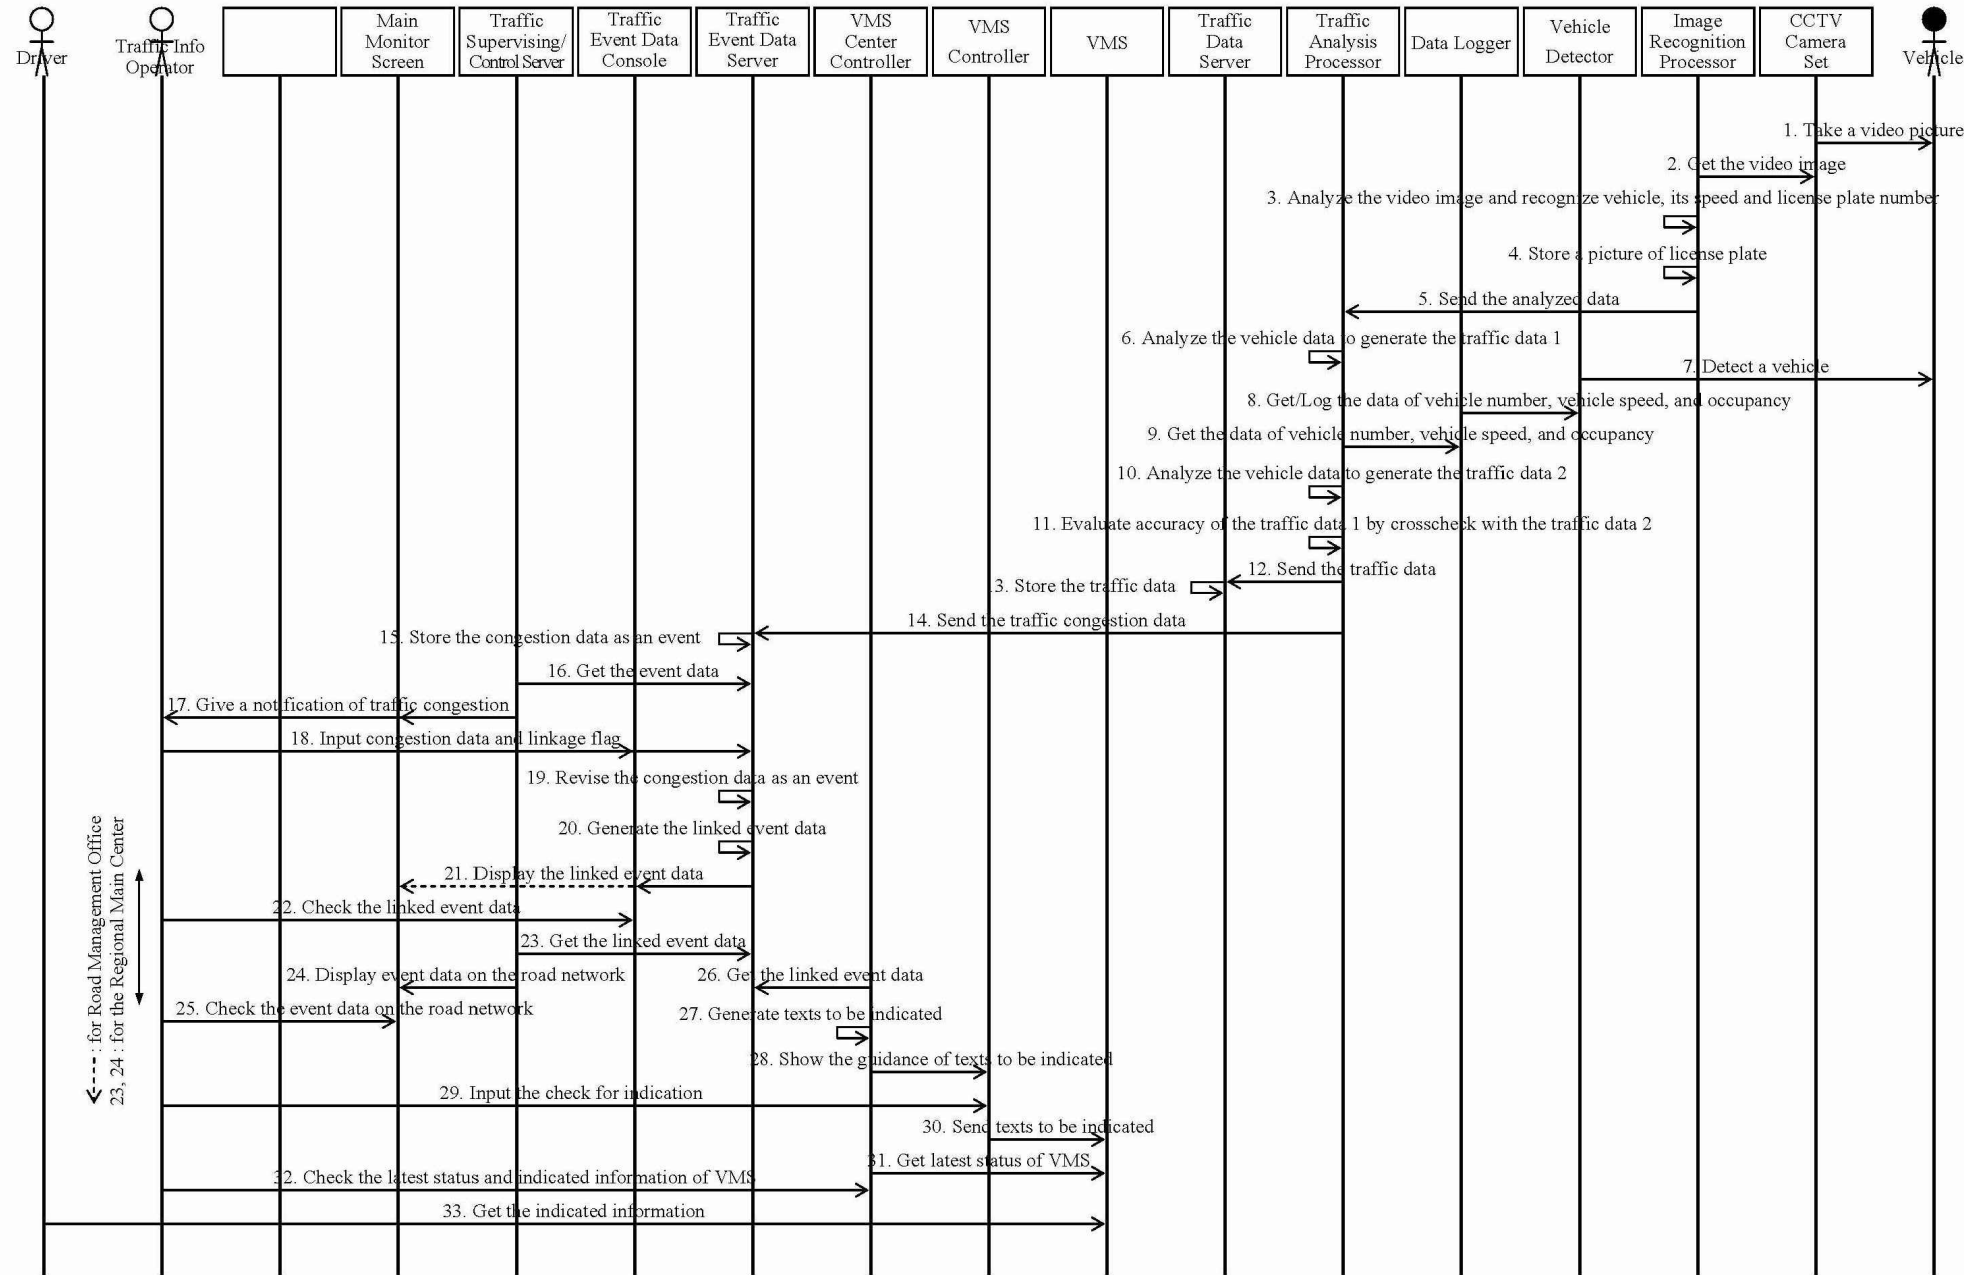 Driver
Traffic Info
Operator
Main
Monitor
Screen
Traffic
Supervising/
Control Server
Traffic
Event Data
Console
Traffic
Event Data
Server
VMS
Center
Controller
VMS
Controller
VMS
Traffic
Data
Server
Traffic
Analysis
Processor
Data Logger
Vehicle
Detector
Image
Recognition
Processor
CCTV
Camera
Set
Vehicle
1. Take a video picture
2. Get the video image
3. Analyze the video image and recognize vehicle, its speed and license plate number
4. Store a picture of license plate
5. Send the analyzed data
6. Analyze the vehicle data to generate the traffic data 1
7. Detect a vehicle
8. Get/Log the data of vehicle number, vehicle speed, and occupancy
9. Get the data of vehicle number, vehicle speed, and occupancy
10. Analyze the vehicle data to generate the traffic data 2
11. Evaluate accuracy of the traffic data 1 by crosscheck with the traffic data 2
12. Send the traffic data
3. Store the traffic data
14. Send the traffic congestion data
15. Store the congestion data as an event
16. Get the event data
17. Give a notification of traffic congestion
18. Input congestion data and linkage flag
19. Revise the congestion data as an event
20. Generate the linked event data
21. Display the linked event data
22. Check the linked event data
23. Get the linked event data
24. Display event data on the road network
26. Get the linked event data
25. Check the event data on the road network
27. Generate texts to be indicated
28. Show the guidance of texts to be indicated
29. Input the check for indication
30. Send texts to be indicated
31. Get latest status of VMS
32. Check the latest status and indicated information of VMS
33. Get the indicated information
: for Road Management Office
23, 24 : for the Regional Main Center